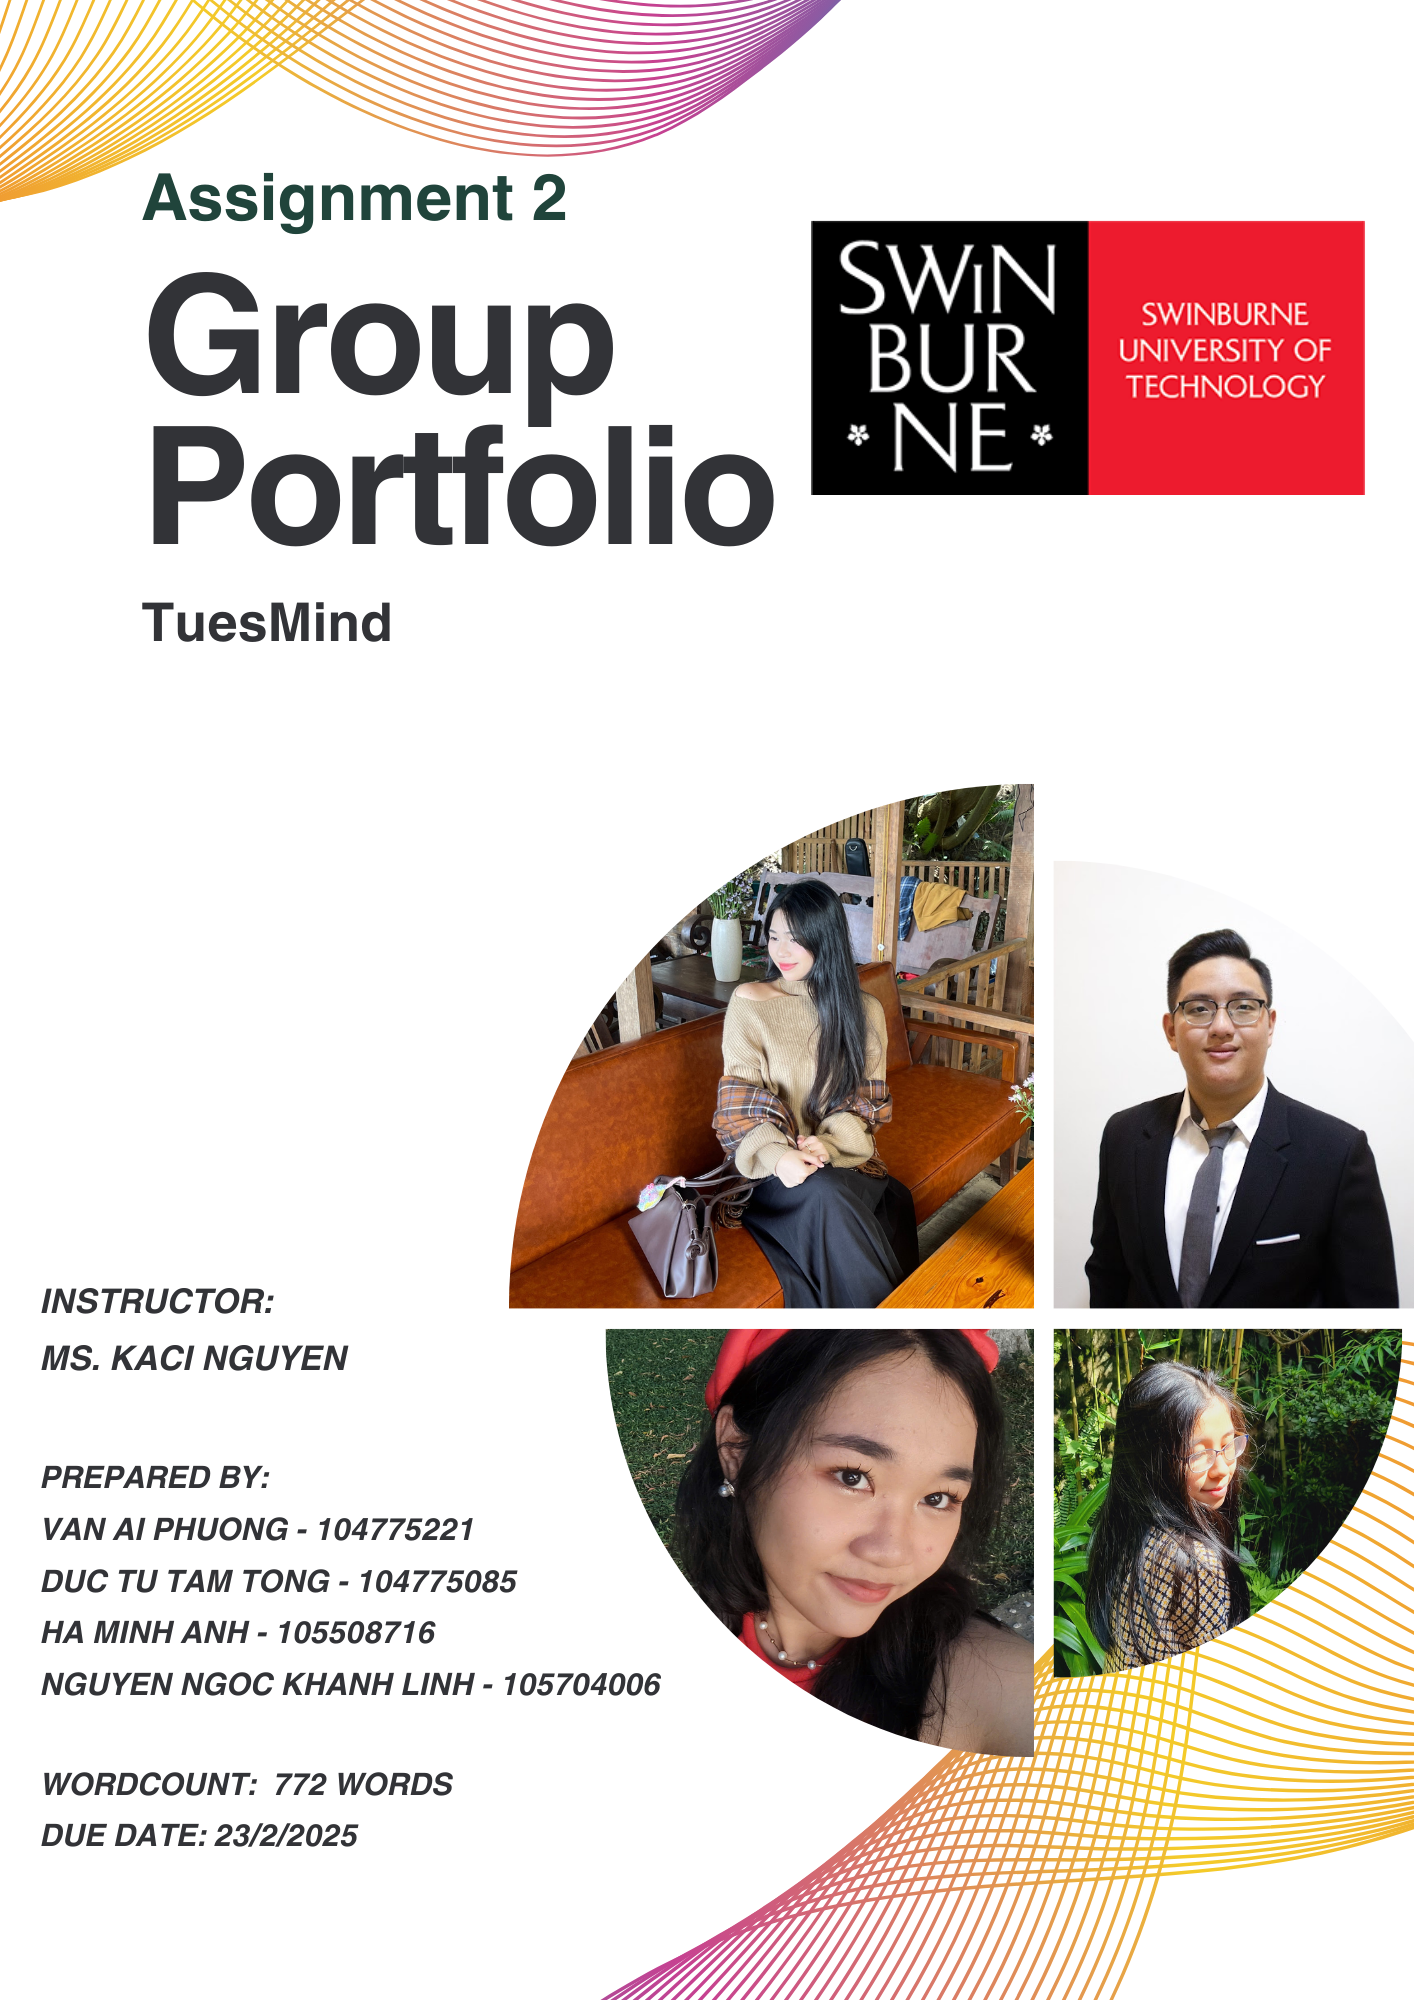 Assignment 2
Group
Portfolio
TuesMind
SWiN
BUR
NE
SWINBURNE
UNIVERSITY OF
TECHNOLOGY
INSTRUCTOR:
MS. KACI NGUYEN
PREPARED BY:
VAN AI PHUONG - 104775221
DUC TU TAM TONG - 104775085
HA MINH ANH - 105508716
NGUYEN NGOC KHANH LINH - 105704006
WORDCOUNT: 772 WORDS
DUE DATE: 23/2/2025